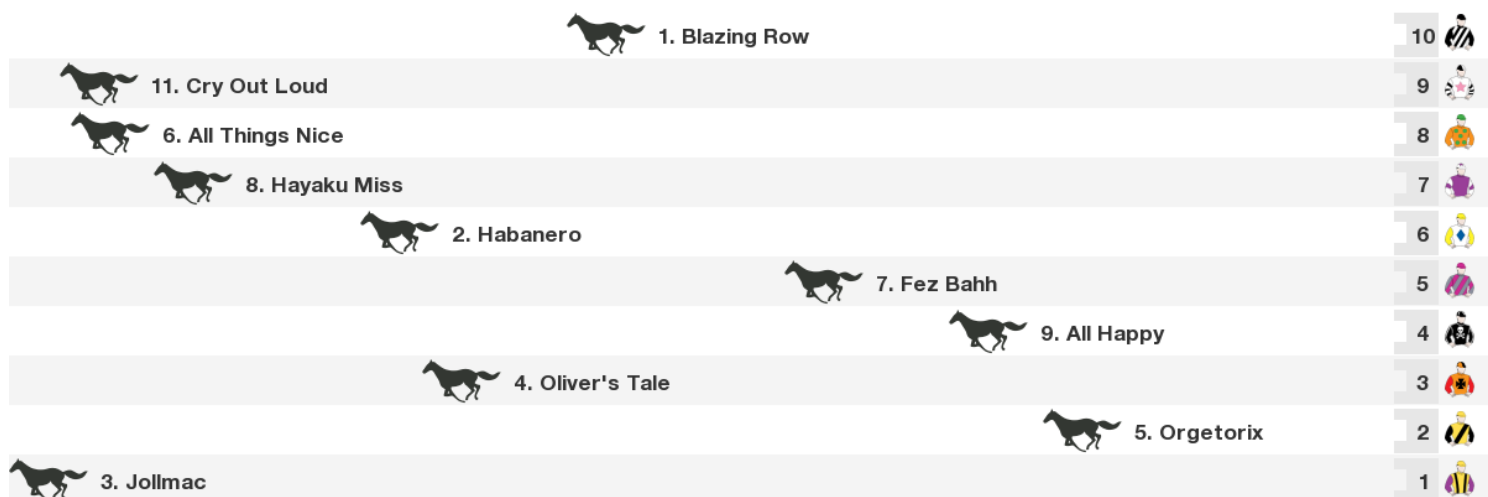 1. Blazing Row 10
11. Cry Out Loud 9
6. All Things Nice 8
8. Hayaku Miss 7
2. Habanero 6
7. Fez Bahh 5
9. All Happy 4
4. Oliver's Tale 3
5. Orgetorix 2
3. Jollmac 1